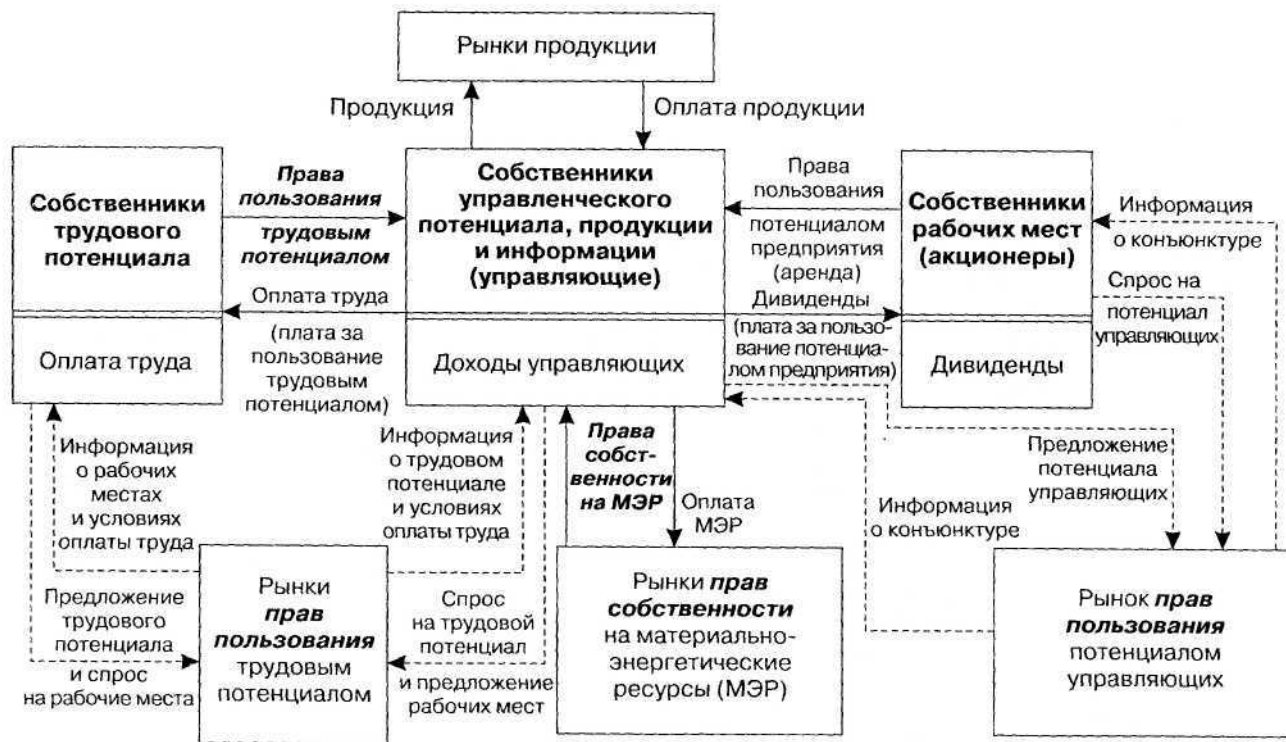 Рынки продукции
Продукция
Оплата продукции
Собственники
трудового
потенциала
Оплата труда
Права
пользования
трудовым
потенциалом
Оплата труда
(плата за
пользование
трудовым
потенциалом)
Собственники
управленческого
потенциала, продукции
и информации
(управляющие)
Доходы управляющих
Права
пользования
потенциалом
предприятия
(аренда)
Дивиденды
(плата за пользо-
вание потенциа-
лом предприятия)
Собственники
рабочих мест
(акционеры)
Дивиденды
Информация
о конъюнктуре
Спрос на
потенциал
управляющих
Информация
о рабочих
местах
и условиях
оплаты труда
Информация
о трудовом
потенциале
и условиях
оплаты труда
Права
собст-
венности
на МЭР
Оплата
МЭР
Информация
о конъюнктуре
Предложение
потенциала
управляющих
Предложение
трудового
потенциала
и спрос
на рабочие места
Рынки
прав
пользования
трудовым
потенциалом
Спрос
на трудовой
потенциал
и предложение
рабочих мест
Рынки прав
собственности
на материально-
энергетические
ресурсы (МЭР)
Рынок прав
пользования
потенциалом
управляющих